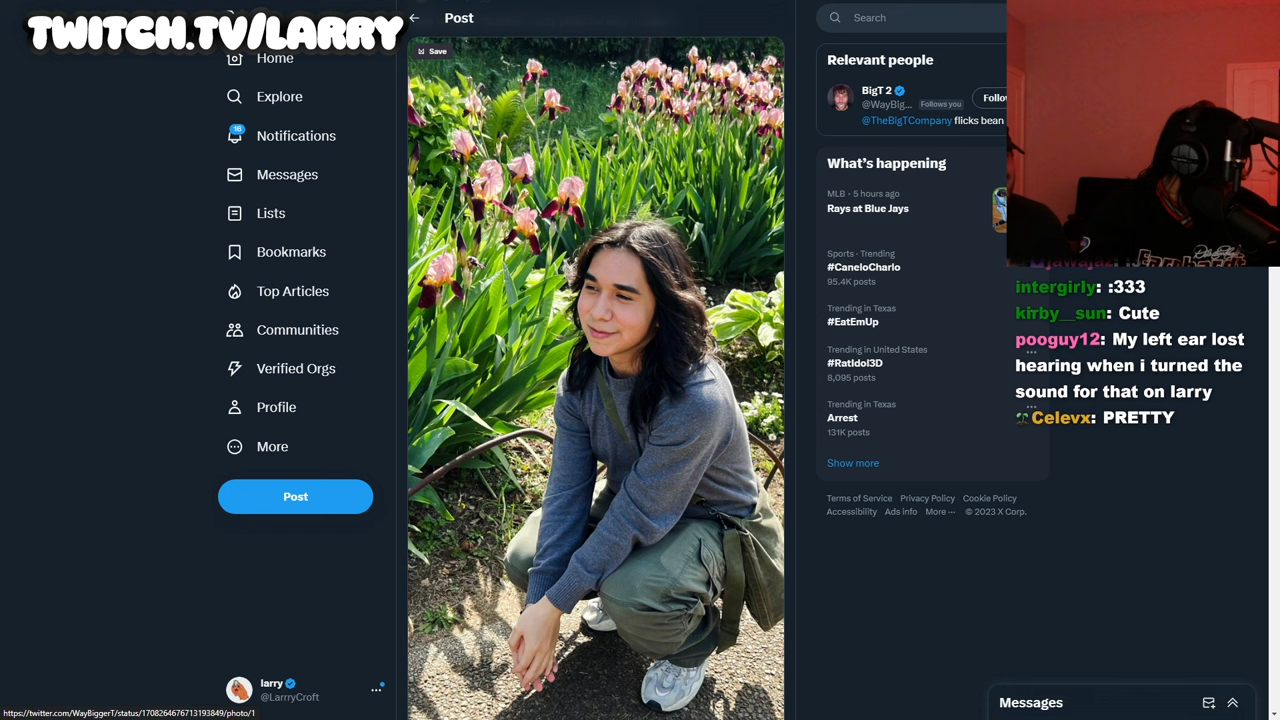 TWITCH.TV/LARRY
Home
Explore
16
Notifications
Messages
Lists
Bookmarks
Top Articles
Communities
Verified Orgs
Profile
More
Post
larry
@LarrryCroft
https://twitter.com/WayBiggerT/status/1708264676713193849/photo/1
Post
Save
Search
Relevant people
BigT 2
@WayBig... Follows you
Follo
@TheBigTCompany flicks bean
What's happening
MLB · 5 hours ago
Rays at Blue Jays
Sports · Trending
#CaneloCharlo
95.4K posts
Trending in Texas
#EatEmUp
Trending in United States
#RatIdol3D
8,095 posts
Trending in Texas
Arrest
131K posts
Show more
Terms of Service Privacy Policy Cookie Policy
Accessibility Ads info More ··· © 2023 X Corp.
intergirly: :333
kirby__sun: Cute
pooguy12: My left ear lost
hearing when i turned the
sound for that on larry
Celevx: PRETTY
Messages